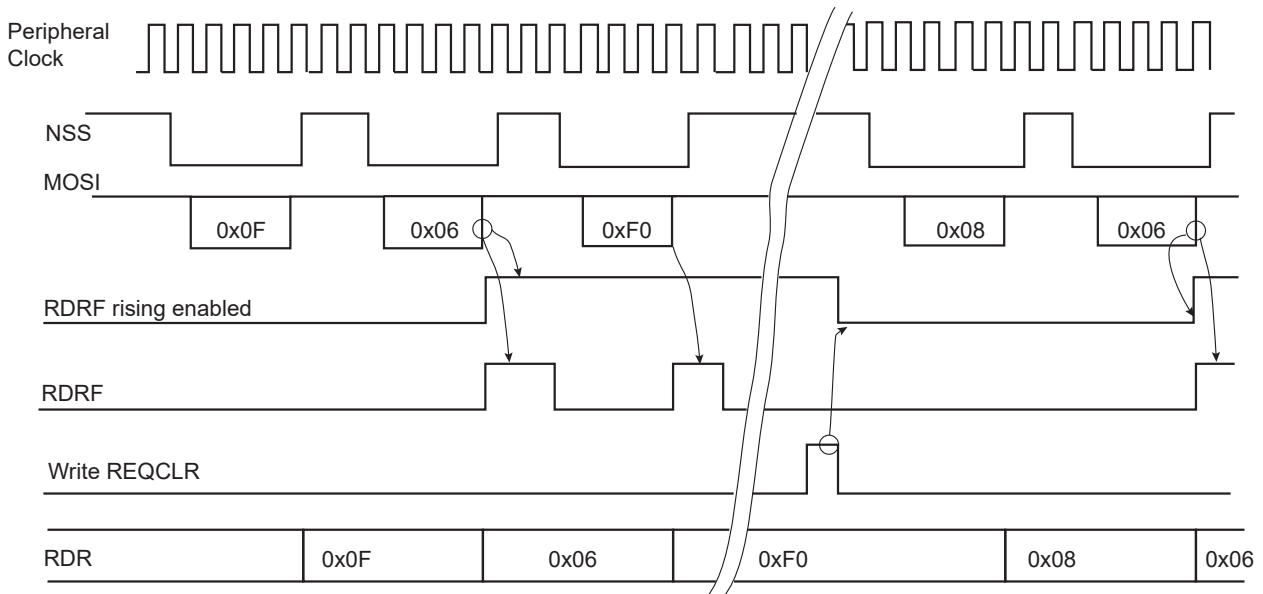 Peripheral
Clock
NSS
MOSI
0x0F 0x06 0xF0 0x08 0x06
RDRF rising enabled
RDRF
Write REQCLR
RDR 0x0F 0x06 0xF0 0x08 0x06